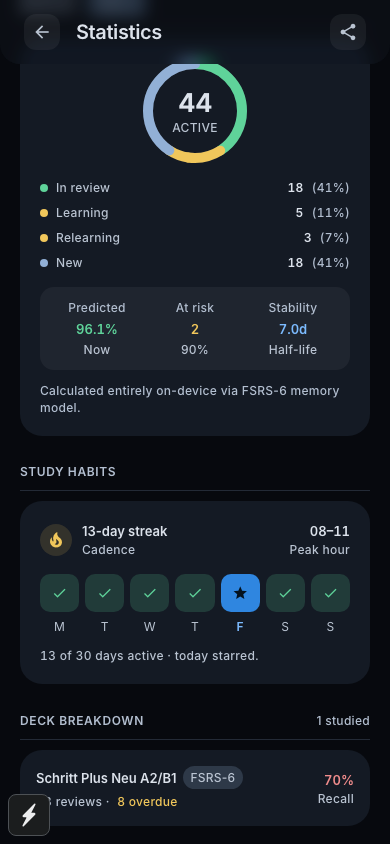 Statistics
44
ACTIVE
In review 18 (41%)
Learning 5 (11%)
Relearning 3 (7%)
New 18 (41%)
Predicted At risk Stability
96.1% 2 7.0d
Now 90% Half-life
Calculated entirely on-device via FSRS-6 memory
model.
STUDY HABITS
13-day streak 08–11
Cadence Peak hour
M T W T F S S
13 of 30 days active · today starred.
DECK BREAKDOWN 1 studied
Schritt Plus Neu A2/B1 FSRS-6 70%
reviews · 8 overdue Recall